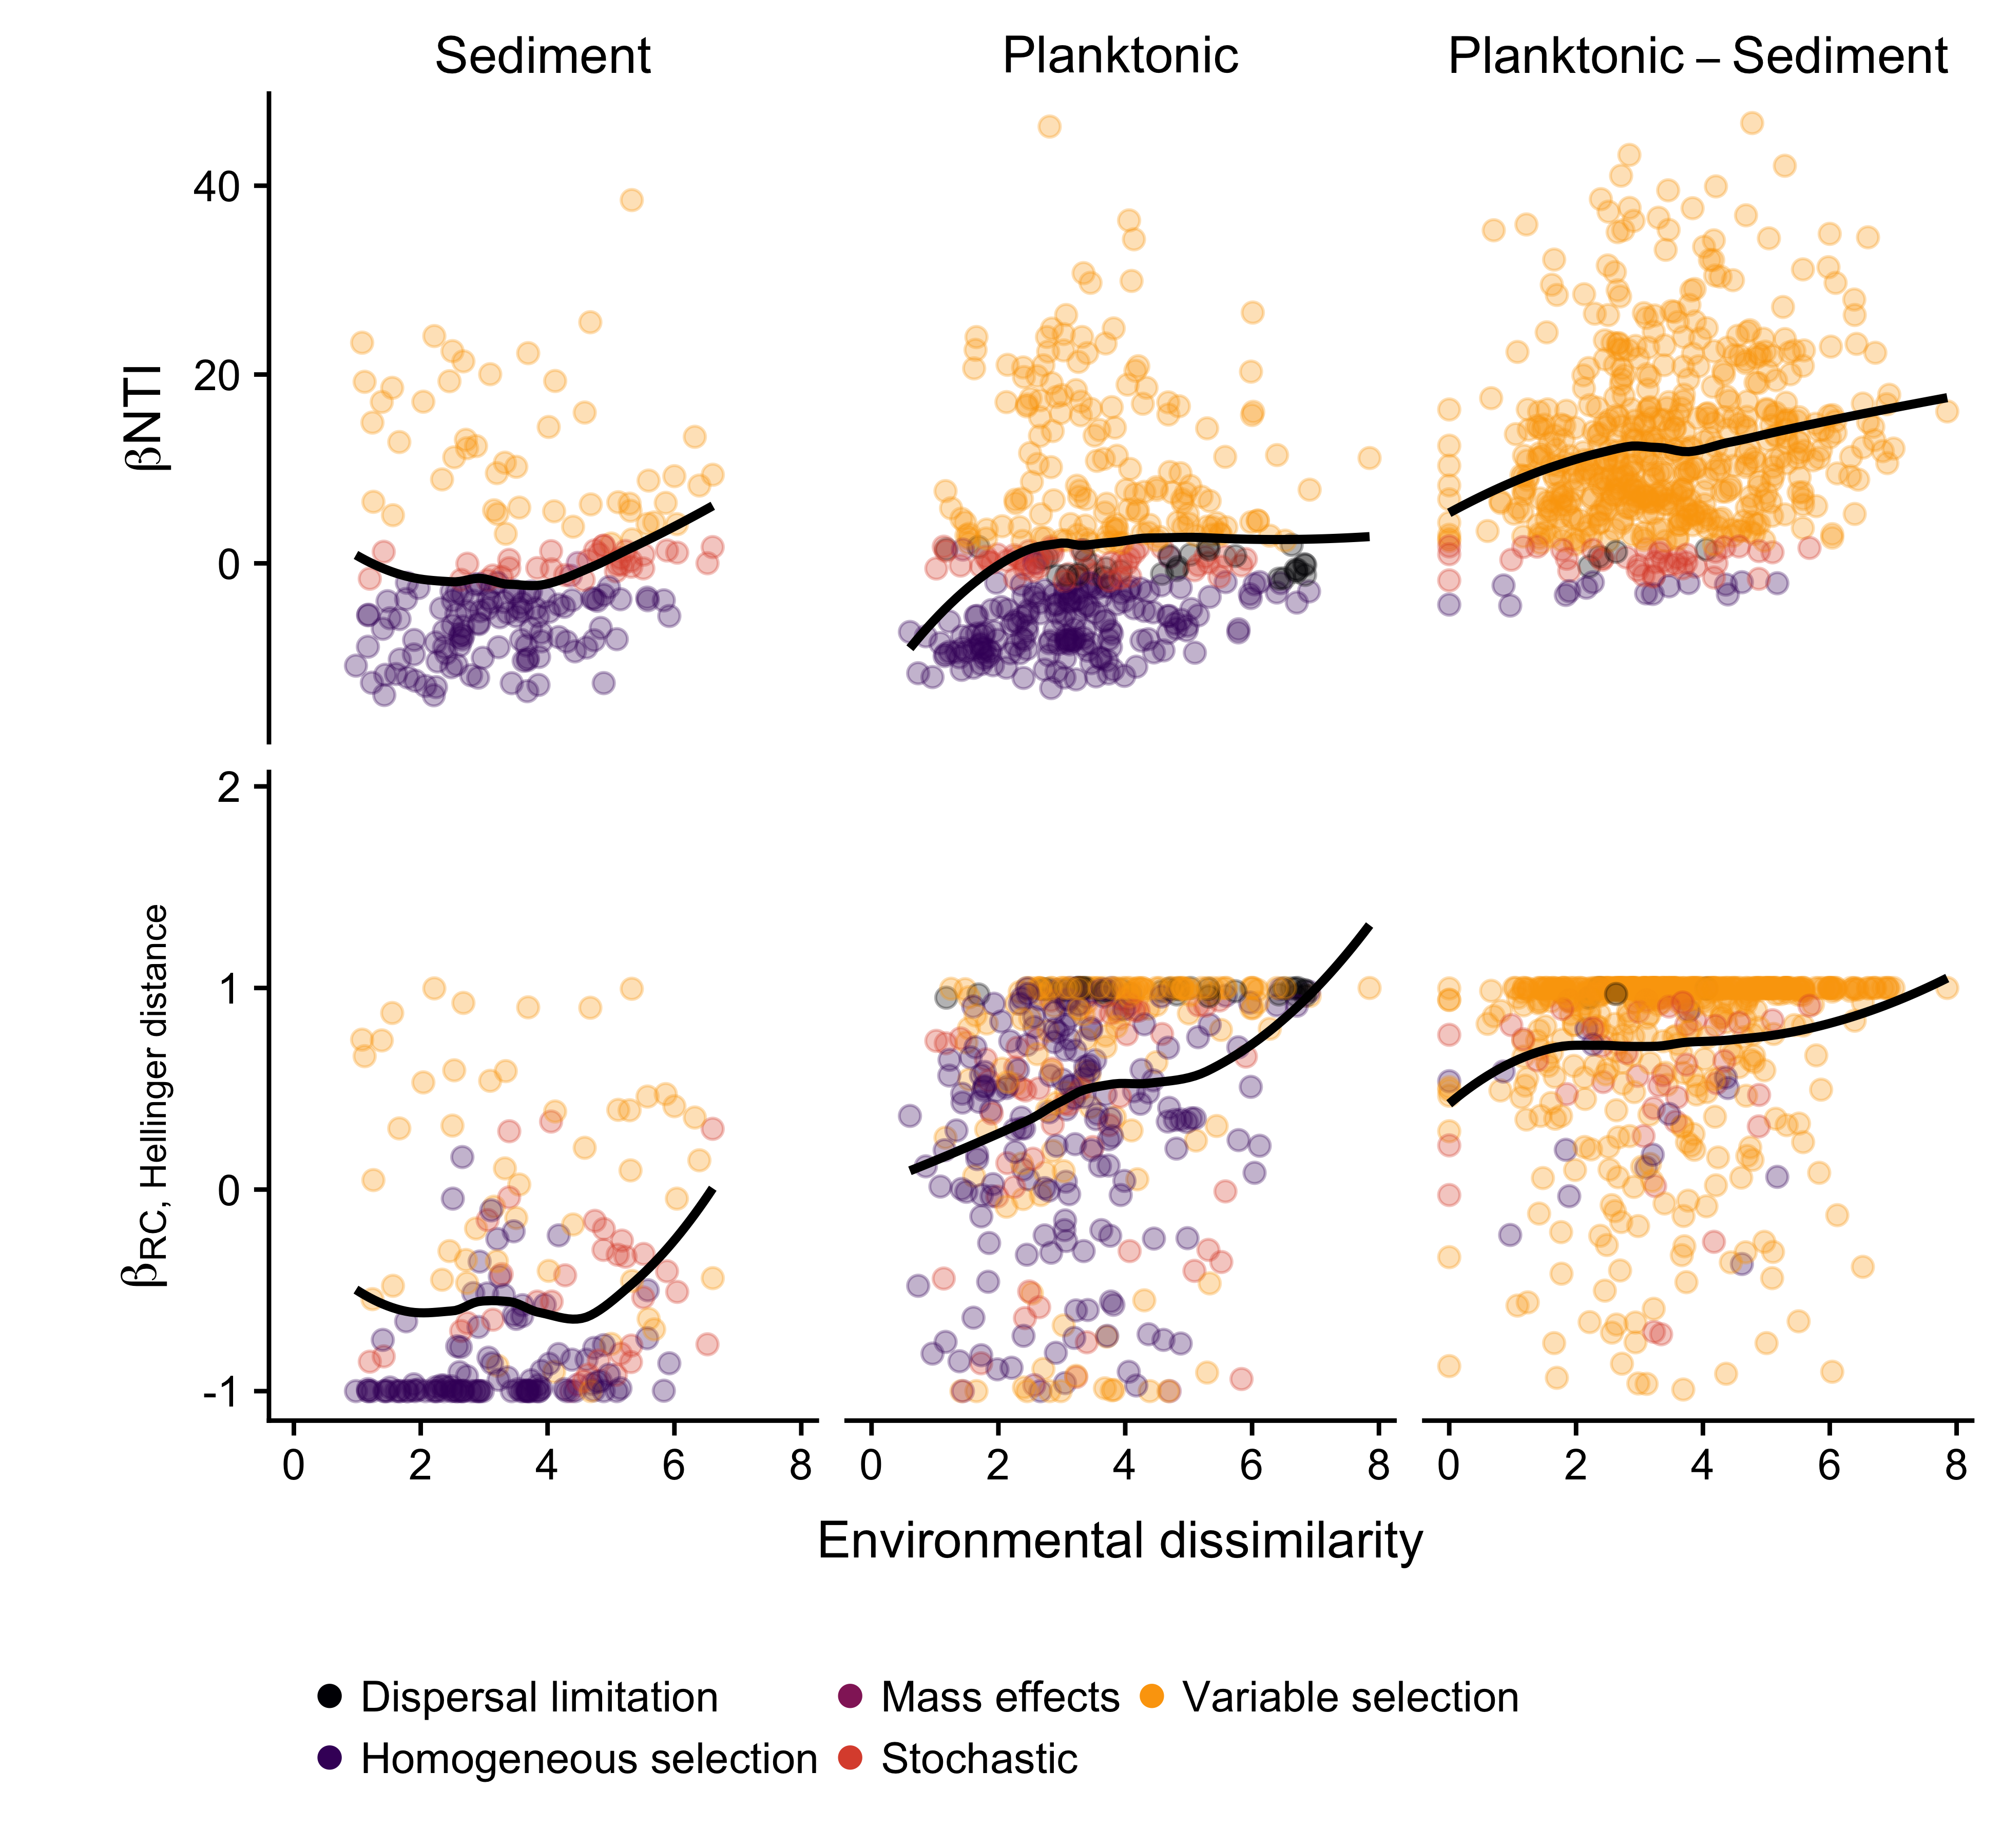 Sediment
Planktonic
Planktonic – Sediment
βNTI
40
20
0
βRC, Hellinger distance
2
1
0
-1
0 2 4 6 8
0 2 4 6 8
0 2 4 6 8
Environmental dissimilarity
Dispersal limitation
Mass effects
Variable selection
Homogeneous selection
Stochastic